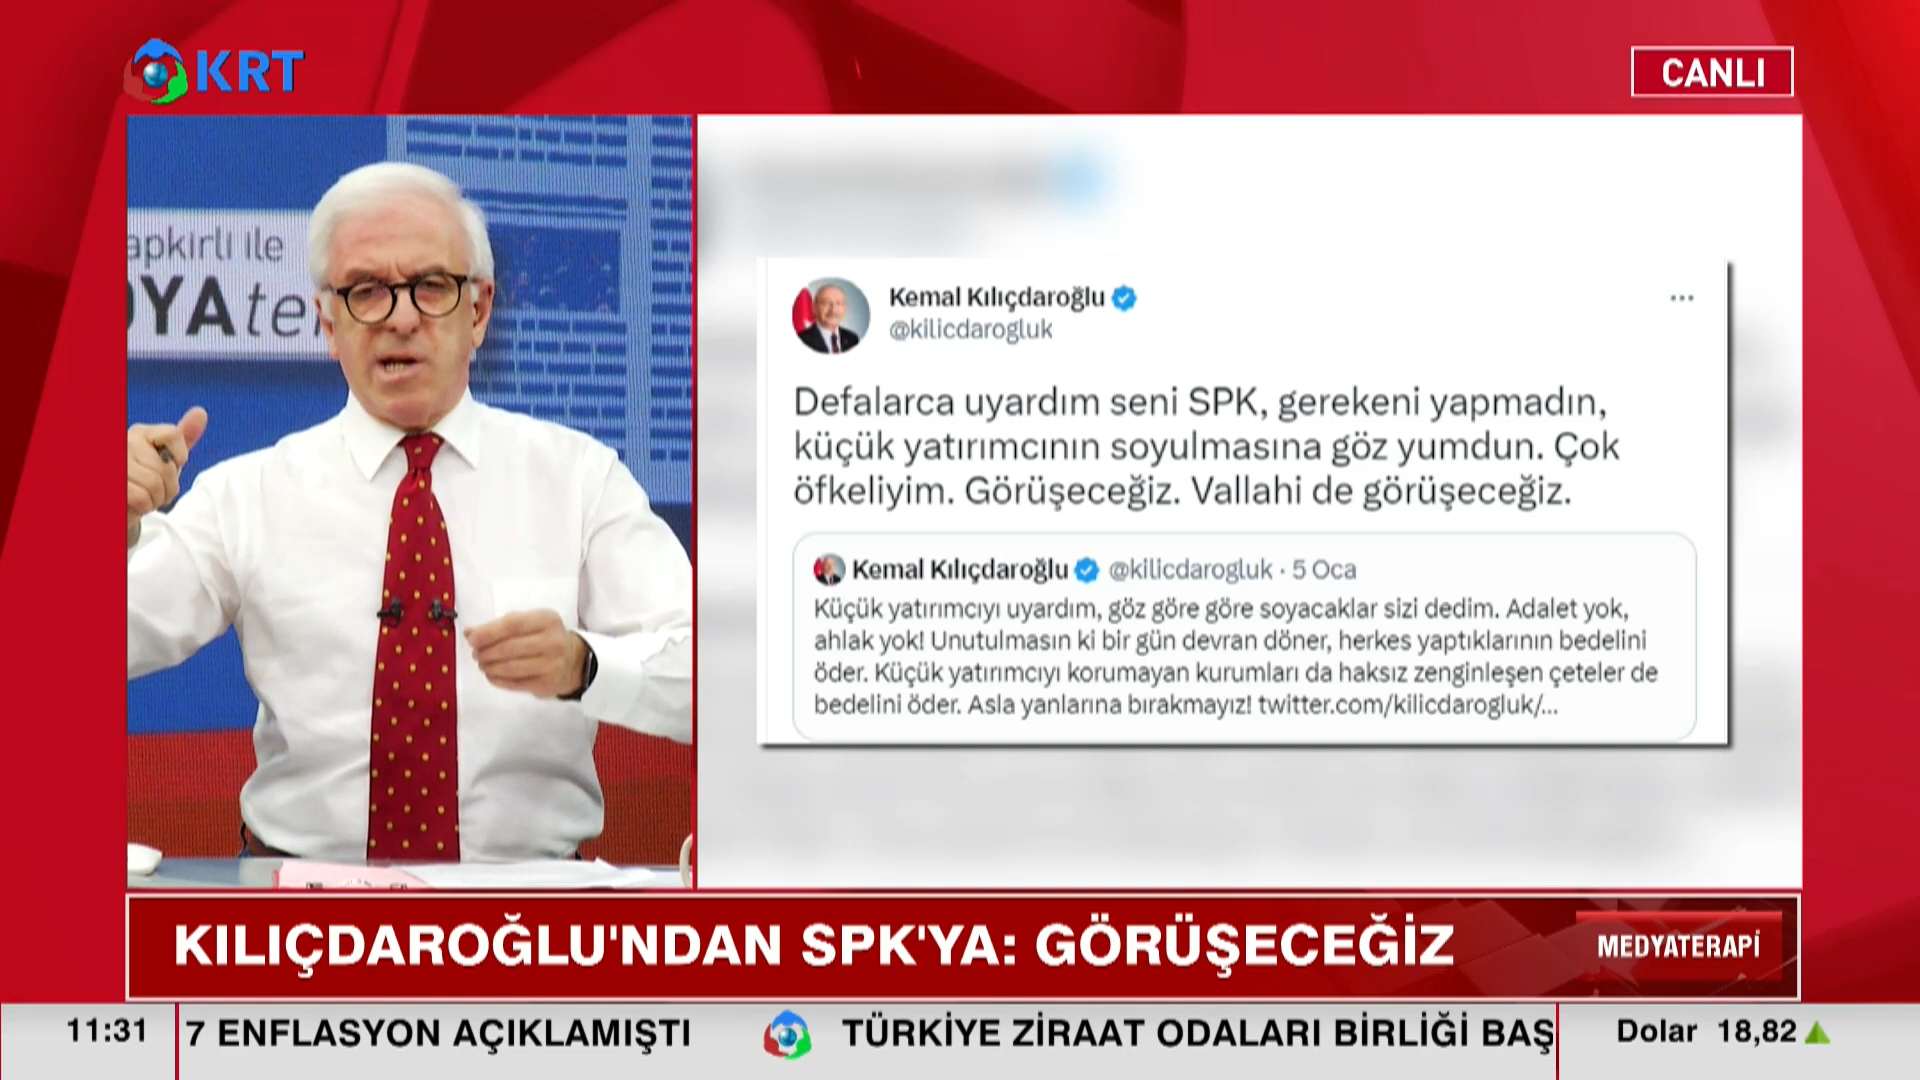 KRT
CANLI
apkirli ile
YAte
Kemal Kılıçdaroğlu
@kilicdarogluk
Defalarca uyardım seni SPK, gerekeni yapmadın,
küçük yatırımcının soyulmasına göz yumdun. Çok
öfkeliyim. Görüşeceğiz. Vallahi de görüşeceğiz.
Kemal Kılıçdaroğlu @kilicdarogluk · 5 Oca
Küçük yatırımcıyı uyardım, göz göre göre soyacaklar sizi dedim. Adalet yok,
ahlak yok! Unutulmasın ki bir gün devran döner, herkes yaptıklarının bedelini
öder. Küçük yatırımcıyı korumayan kurumları da haksız zenginleşen çeteler de
bedelini öder. Asla yanlarına bırakmayız! twitter.com/kilicdarogluk/...
KILIÇDAROĞLU'NDAN SPK'YA: GÖRÜŞECEĞİZ
MEDYATERAPİ
11:31
7 ENFLASYON AÇIKLAMIŞTI
TÜRKİYE ZİRAAT ODALARI BİRLİĞİ BAŞ
Dolar 18,82